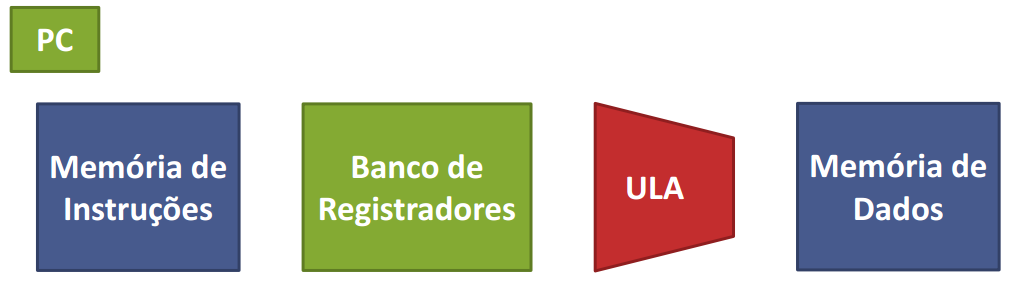 PC
Memória de
Instruções
Banco de
Registradores
ULA
Memória de
Dados